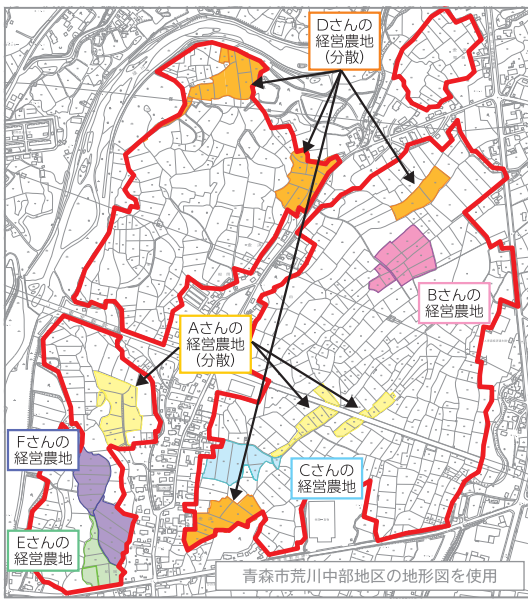 Dさんの
経営農地
（分散）
Bさんの
経営農地
Aさんの
経営農地
（分散）
Fさんの
経営農地
Cさんの
経営農地
Eさんの
経営農地
青森市荒川中部地区の地形図を使用